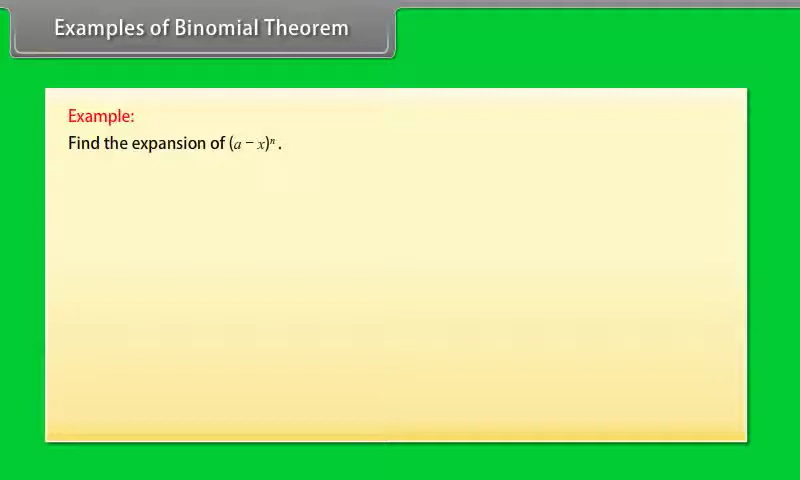 Examples of Binomial Theorem
Example:
Find the expansion of (a − x)ⁿ.